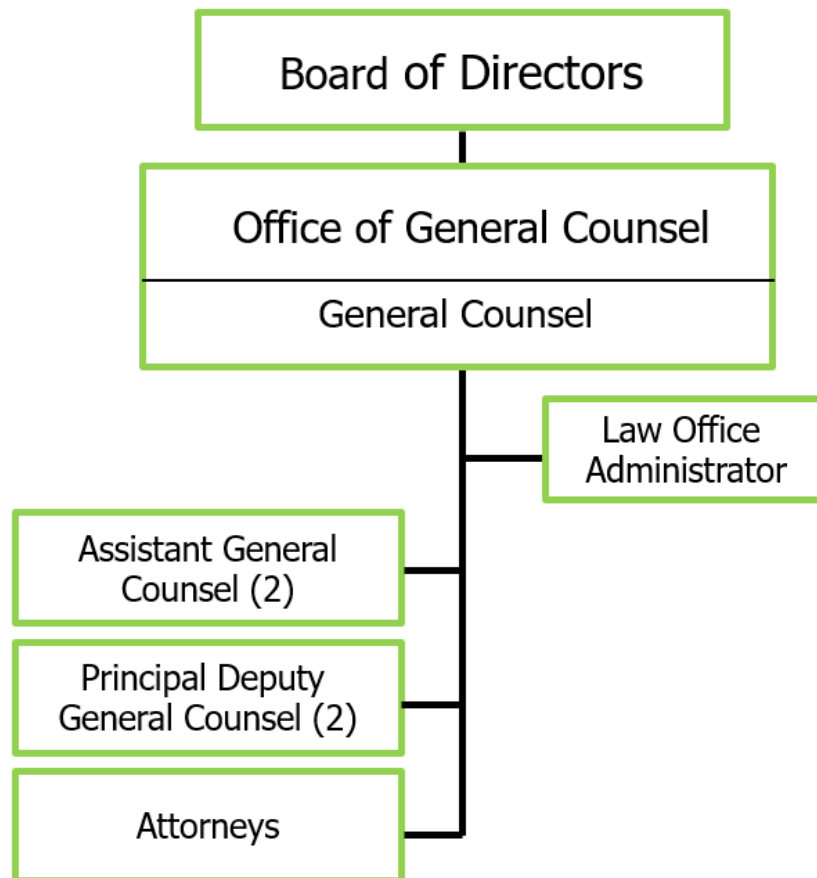 Board of Directors
Office of General Counsel
General Counsel
Law Office
Administrator
Assistant General
Counsel (2)
Principal Deputy
General Counsel (2)
Attorneys